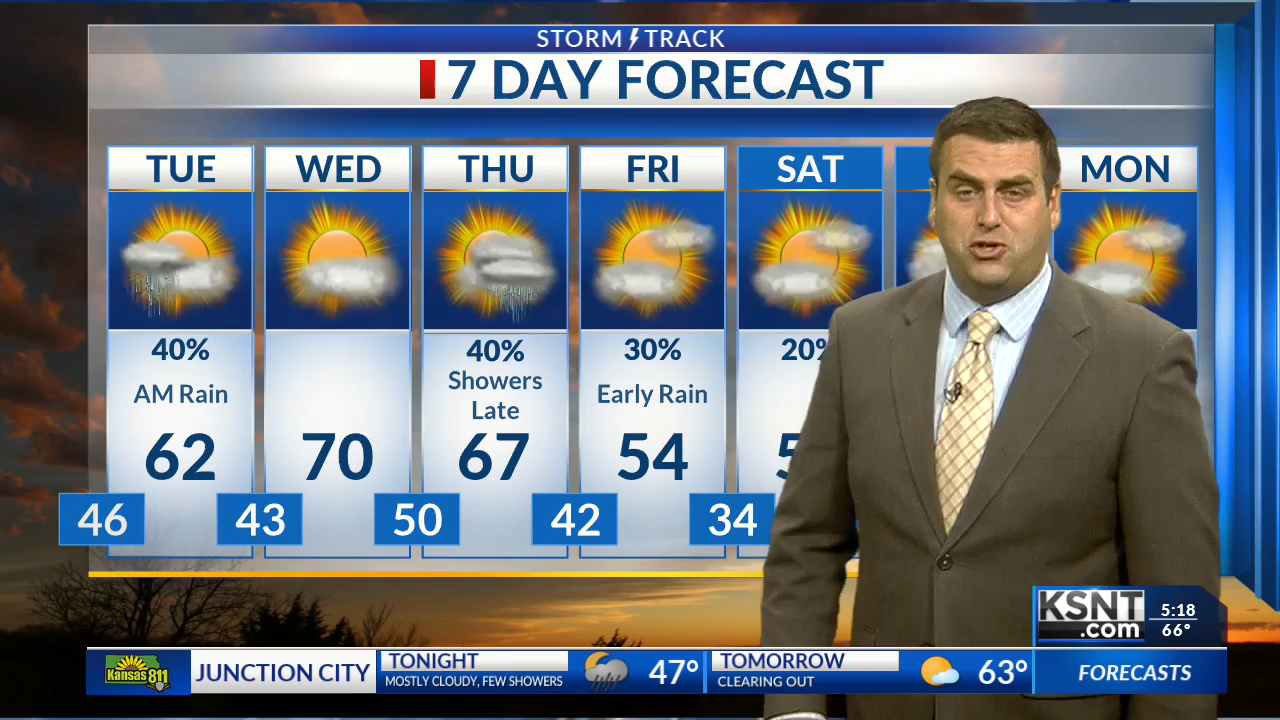 STORM TRACK
7 DAY FORECAST
TUE WED THU FRI SAT MON
40% 40% 30% 20%
AM Rain Showers Late Early Rain
62 70 67 54
46 43 50 42 34
KSNT.com
5:18
66°
Kansas 811
JUNCTION CITY
TONIGHT
MOSTLY CLOUDY, FEW SHOWERS
47°
TOMORROW
CLEARING OUT
63°
FORECASTS